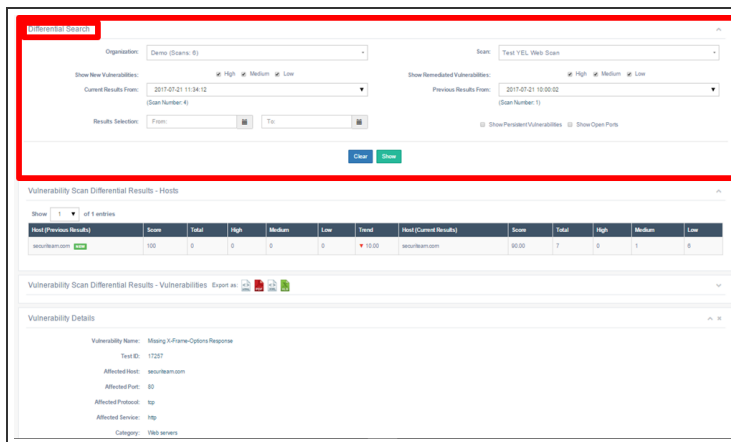 Differential Search
Organization: Demo (Scans: 6) Scan: Test YEL Web Scan
Show New Vulnerabilities: High Medium Low Show Remediated Vulnerabilities: High Medium Low
Current Results From: 2017-07-21 11:34:12 Previous Results From: 2017-07-21 10:00:02
(Scan Number: 4) (Scan Number: 1)
Results Selection: From: To: Show Persistent Vulnerabilities Show Open Ports
Clear Show
Vulnerability Scan Differential Results - Hosts
Show 1 of 1 entries
Host (Previous Results) Score Total High Medium Low Trend Host (Current Results) Score Total High Medium Low
securiteam.com 100 0 0 0 0 10.00 securiteam.com 90.00 7 0 1 6
Vulnerability Scan Differential Results - Vulnerabilities Export as:
Vulnerability Details
Vulnerability Name: Missing X-Frame-Options Response
Test ID: 17257
Affected Host: securiteam.com
Affected Port: 80
Affected Protocol: tcp
Affected Service: http
Category: Web servers